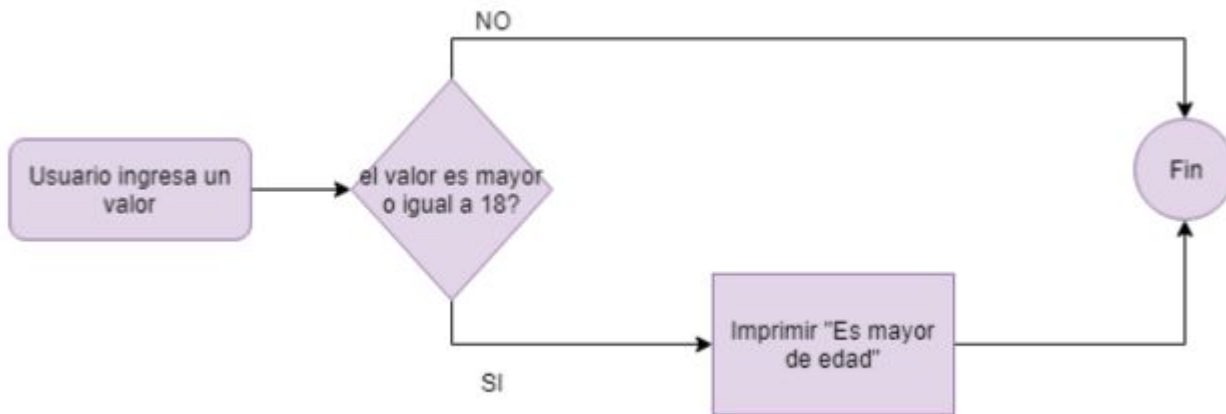 NO
Usuario ingresa un
valor
el valor es mayor
o igual a 18?
Fin
Imprimir "Es mayor
de edad"
SI